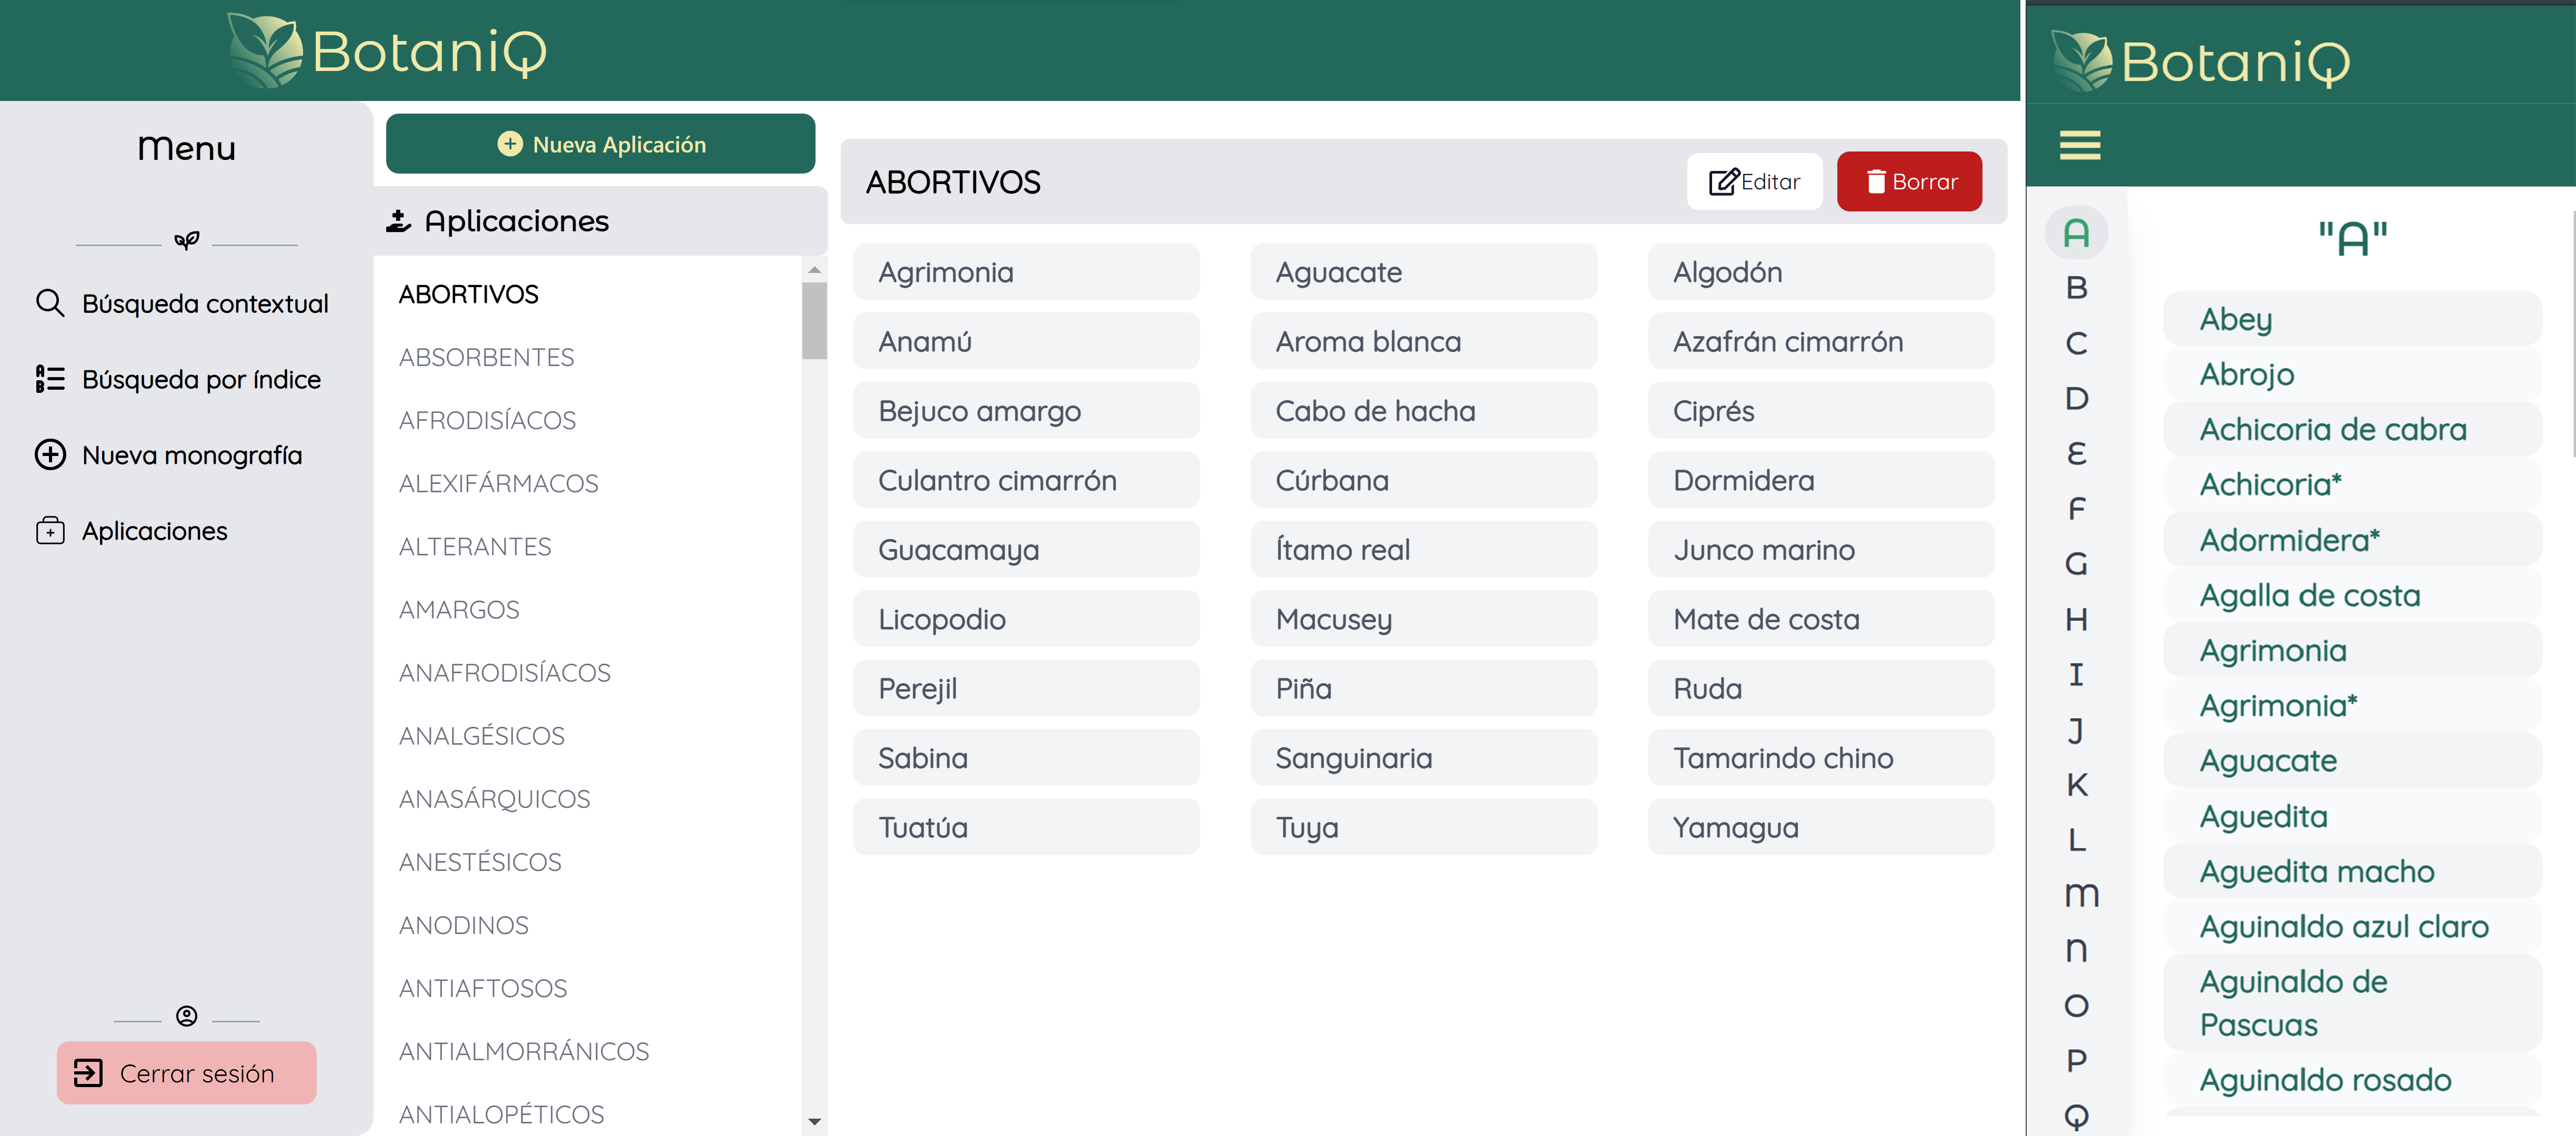 BotaniQ
Menu
Búsqueda contextual
Búsqueda por índice
Nueva monografía
Aplicaciones
Cerrar sesión
Nueva Aplicación
Aplicaciones
ABORTIVOS
ABSORBENTES
AFRODISÍACOS
ALEXIFÁRMACOS
ALTERANTES
AMARGOS
ANAFRODISÍACOS
ANALGÉSICOS
ANASÁRQUICOS
ANESTÉSICOS
ANODINOS
ANTIAFTOSOS
ANTIALMORRÁNICOS
ANTIALOPÉTICOS
ABORTIVOS Editar Borrar
Agrimonia Aguacate Algodón
Anamú Aroma blanca Azafrán cimarrón
Bejuco amargo Cabo de hacha Ciprés
Culantro cimarrón Cúrbana Dormidera
Guacamaya Ítamo real Junco marino
Licopodio Macusey Mate de costa
Perejil Piña Ruda
Sabina Sanguinaria Tamarindo chino
Tuatúa Tuya Yamagua
BotaniQ
A
B
C
D
E
F
G
H
I
J
K
L
M
N
O
P
Q
"A"
Abey
Abrojo
Achicoria de cabra
Achicoria*
Adormidera*
Agalla de costa
Agrimonia
Agrimonia*
Aguacate
Aguedita
Aguedita macho
Aguinaldo azul claro
Aguinaldo de
Pascuas
Aguinaldo rosado